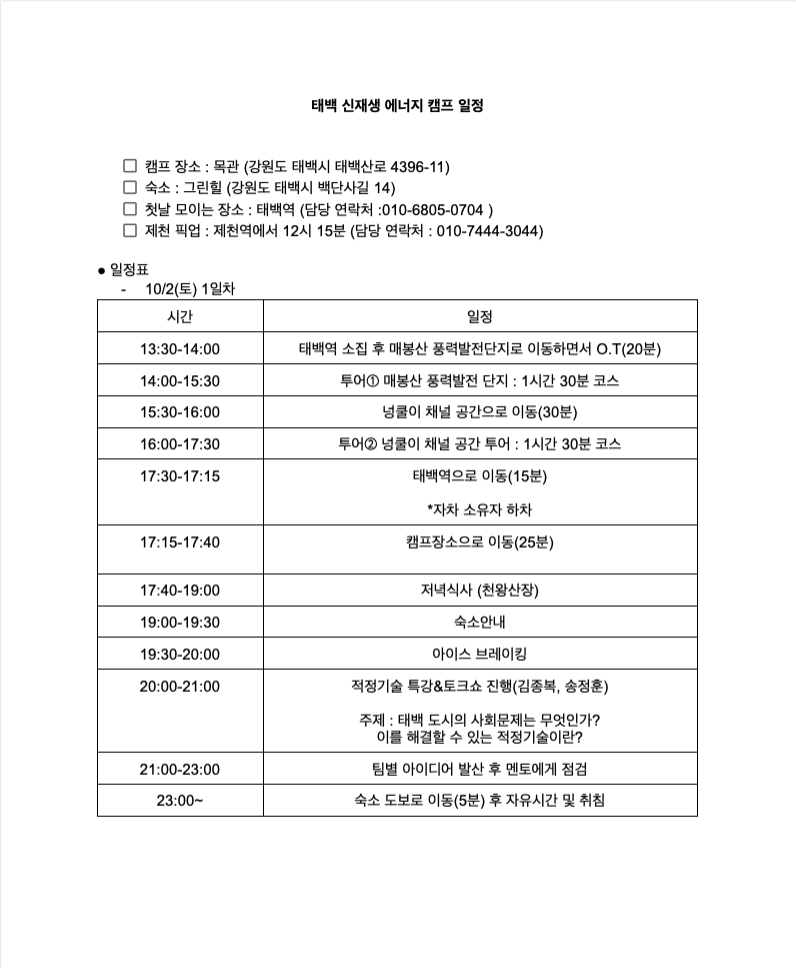 태백 신재생 에너지 캠프 일정
☐ 캠프 장소 : 목관 (강원도 태백시 태백산로 4396-11)
☐ 숙소 : 그린힐 (강원도 태백시 백단사길 14)
☐ 첫날 모이는 장소 : 태백역 (담당 연락처 :010-6805-0704 )
☐ 제천 픽업 : 제천역에서 12시 15분 (담당 연락처 : 010-7444-3044)
● 일정표
- 10/2(토) 1일차
시간 일정
13:30-14:00 태백역 소집 후 매봉산 풍력발전단지로 이동하면서 O.T(20분)
14:00-15:30 투어① 매봉산 풍력발전 단지 : 1시간 30분 코스
15:30-16:00 넝쿨이 채널 공간으로 이동(30분)
16:00-17:30 투어② 넝쿨이 채널 공간 투어 : 1시간 30분 코스
17:30-17:15 태백역으로 이동(15분)
*자차 소유자 하차
17:15-17:40 캠프장소으로 이동(25분)
17:40-19:00 저녁식사 (천왕산장)
19:00-19:30 숙소안내
19:30-20:00 아이스 브레이킹
20:00-21:00 적정기술 특강&토크쇼 진행(김종복, 송정훈)
주제 : 태백 도시의 사회문제는 무엇인가?
이를 해결할 수 있는 적정기술이란?
21:00-23:00 팀별 아이디어 발산 후 멘토에게 점검
23:00~ 숙소 도보로 이동(5분) 후 자유시간 및 취침